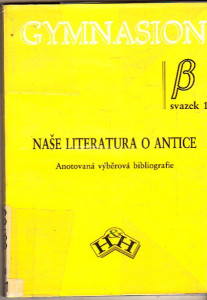 GYMNASION
β
svazek 1
NAŠE LITERATURA O ANTICE
Anotovaná výběrová bibliografie
H&H